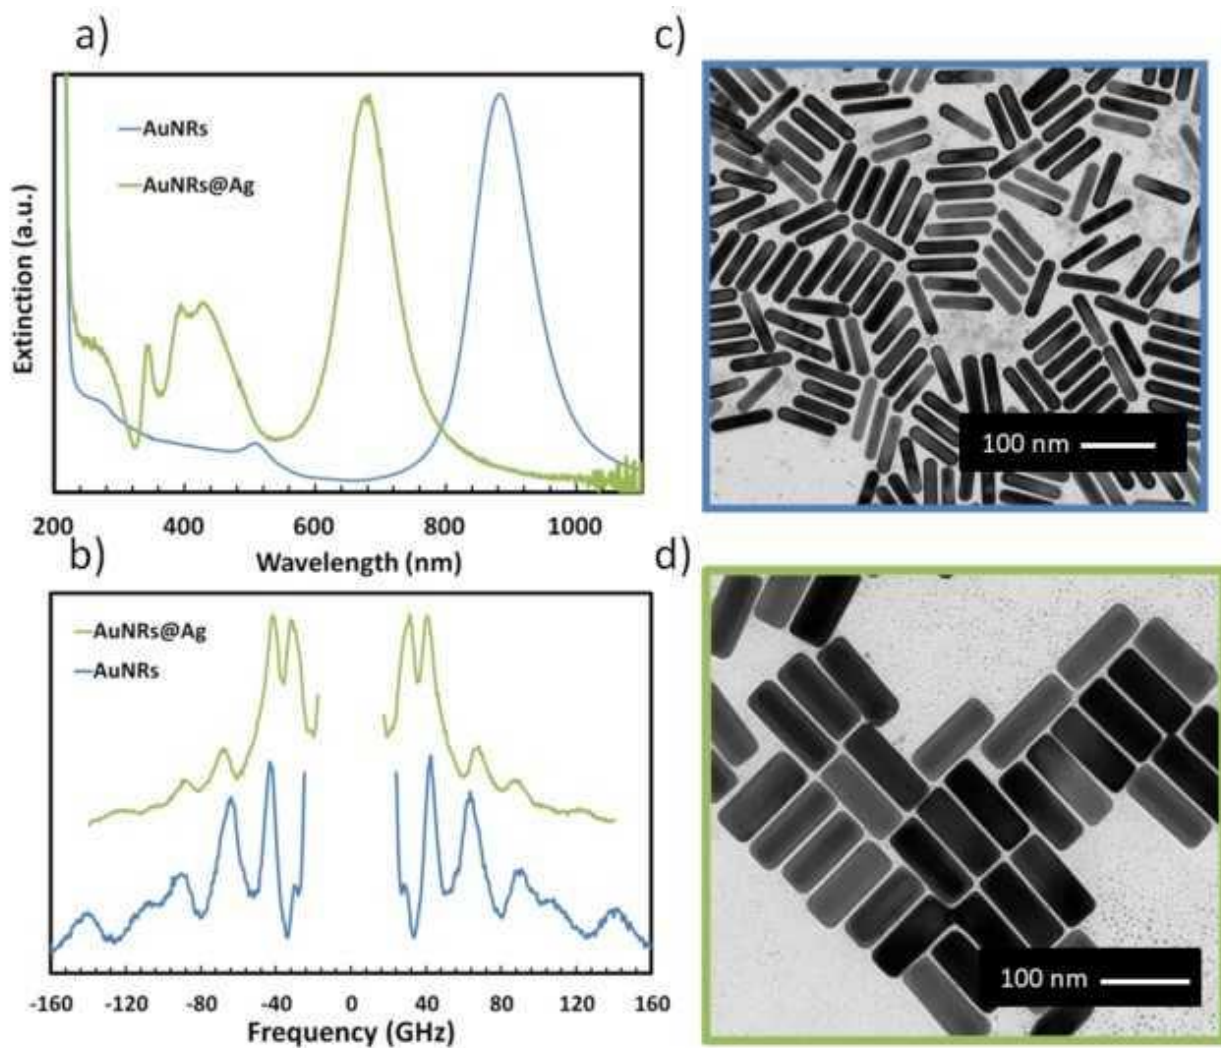 a)
AuNRs
AuNRs@Ag
Extinction (a.u.)
200 400 600 800 1000
Wavelength (nm)
b)
AuNRs@Ag
AuNRs
-160 -120 -80 -40 0 40 80 120 160
Frequency (GHz)
c)
100 nm
d)
100 nm